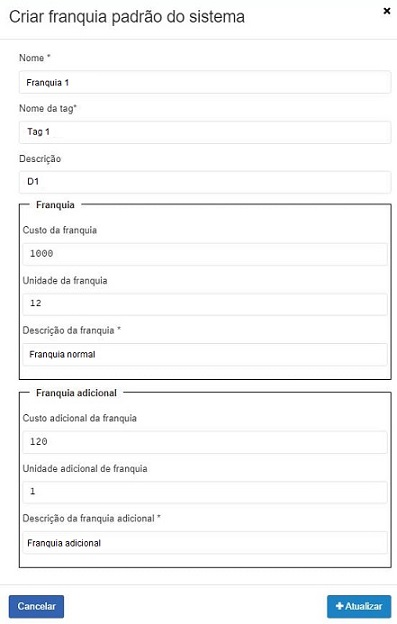 Criar franquia padrão do sistema
×
Nome *
Franquia 1
Nome da tag*
Tag 1
Descrição
D1
Franquia
Custo da franquia
1000
Unidade da franquia
12
Descrição da franquia *
Franquia normal
Franquia adicional
Custo adicional da franquia
120
Unidade adicional de franquia
1
Descrição da franquia adicional *
Franquia adicional
Cancelar
+ Atualizar